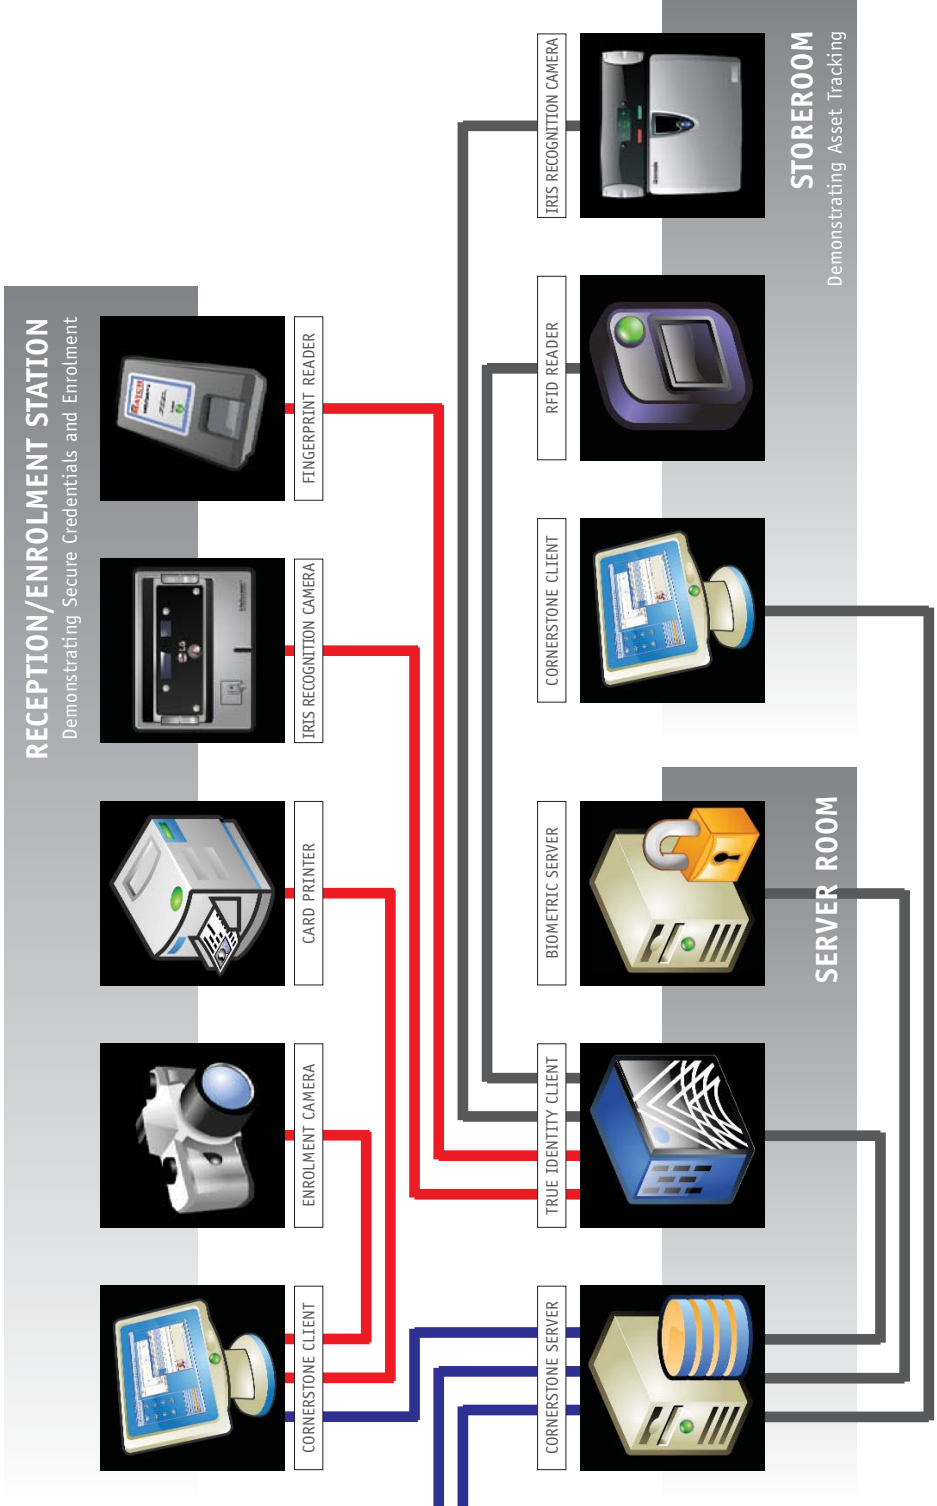 RECEPTION/ENROLMENT STATION
Demonstrating Secure Credentials and Enrolment
CORNERSTONE CLIENT
ENROLMENT CAMERA
CARD PRINTER
IRIS RECOGNITION CAMERA
FINGERPRINT READER
CORNERSTONE SERVER
TRUE IDENTITY CLIENT
BIOMETRIC SERVER
CORNERSTONE CLIENT
RFID READER
IRIS RECOGNITION CAMERA
SERVER ROOM
STOREROOM
Demonstrating Asset Tracking